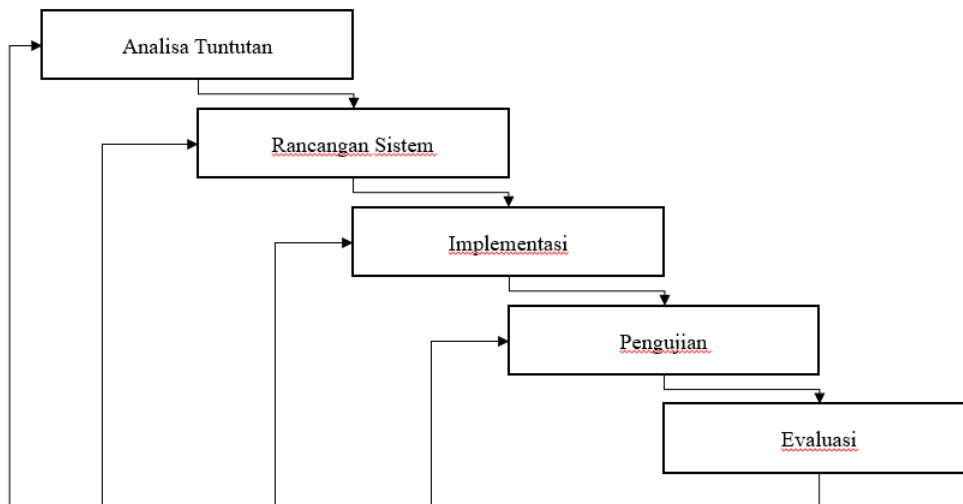 Analisa Tuntutan
Rancangan Sistem
Implementasi
Pengujian
Evaluasi